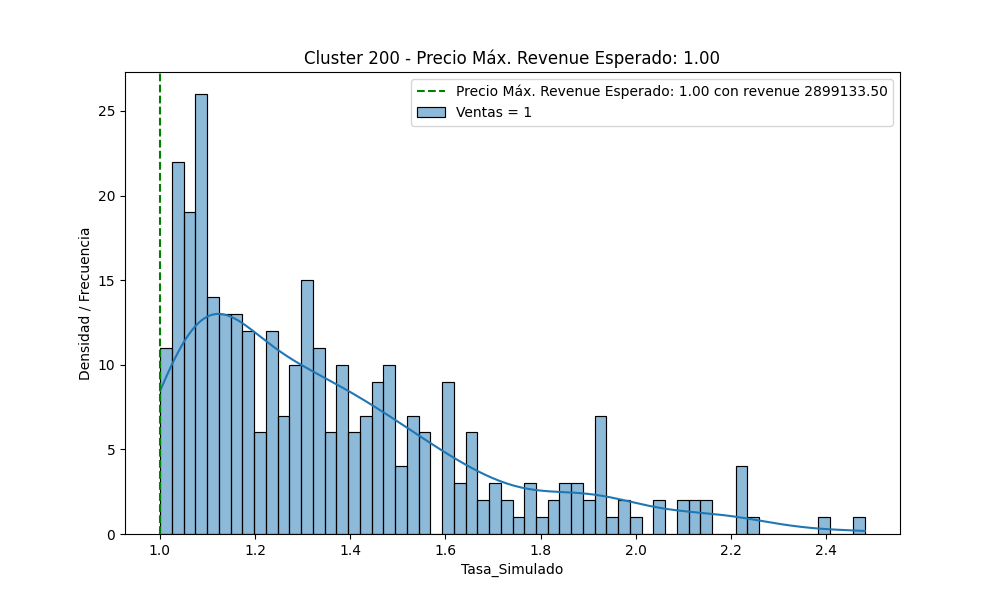 Cluster 200 - Precio Máx. Revenue Esperado: 1.00
Precio Máx. Revenue Esperado: 1.00 con revenue 2899133.50
Ventas = 1
Densidad / Frecuencia
25
20
15
10
5
0
1.0 1.2 1.4 1.6 1.8 2.0 2.2 2.4
Tasa_Simulado